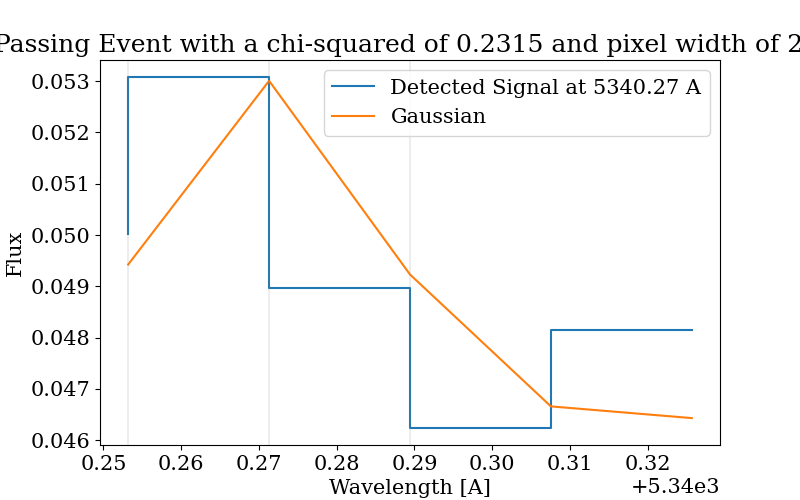 Passing Event with a chi-squared of 0.2315 and pixel width of 2
Detected Signal at 5340.27 A
Gaussian
Flux
0.053
0.052
0.051
0.050
0.049
0.048
0.047
0.046
0.25 0.26 0.27 0.28 0.29 0.30 0.31 0.32
Wavelength [A]
+5.34e3